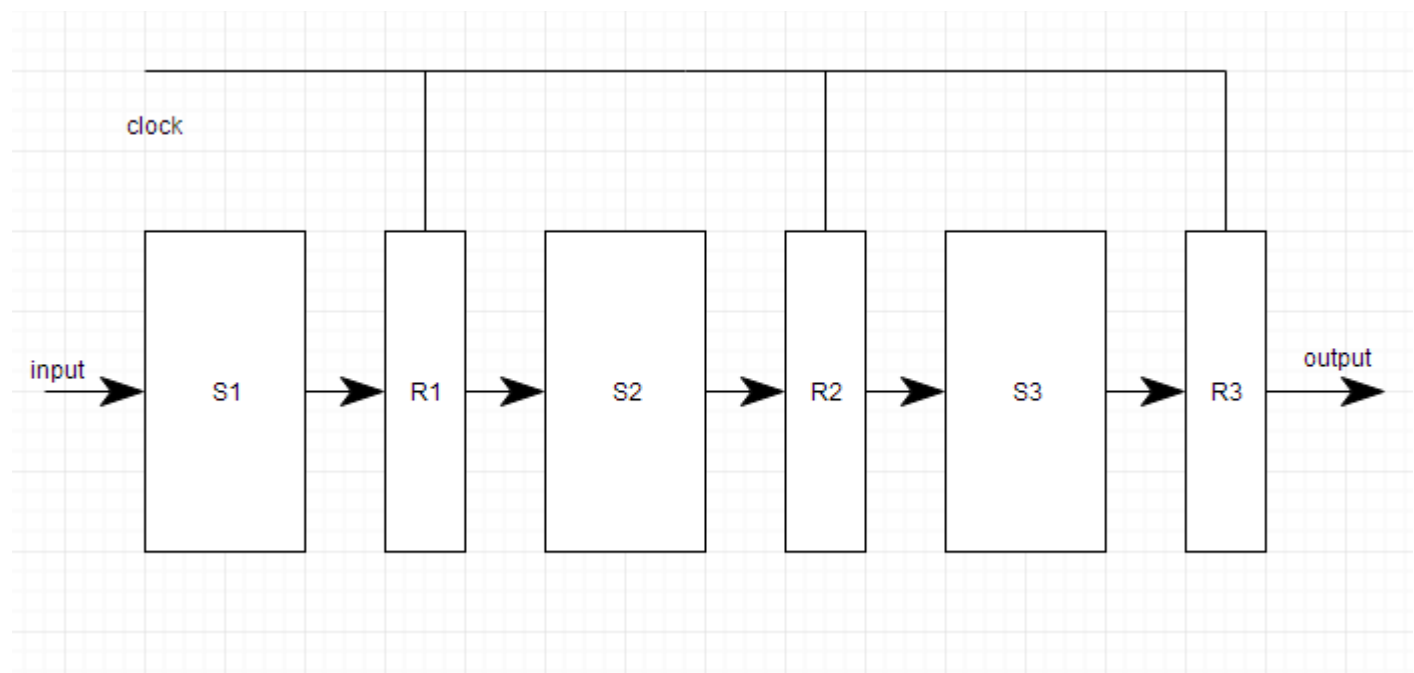 clock
input
S1
R1
S2
R2
S3
R3
output